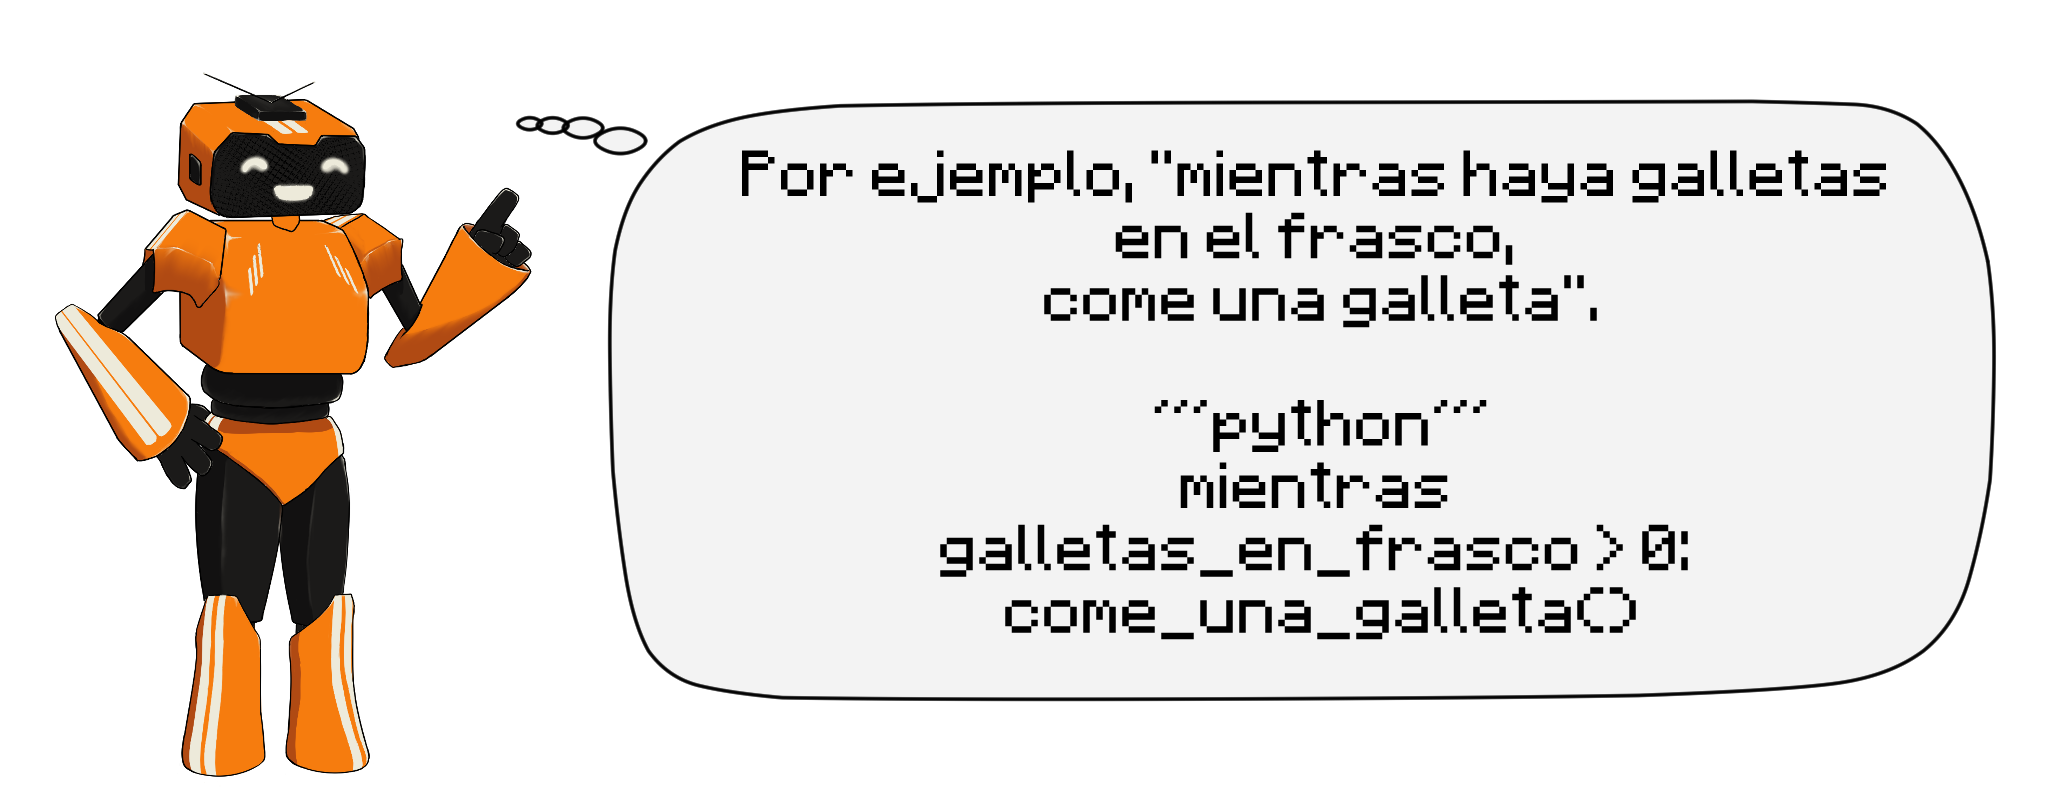 Por ejemplo, "mientras haya galletas
en el frasco,
come una galleta".
```python```
mientras
galletas_en_frasco > 0:
come_una_galleta()